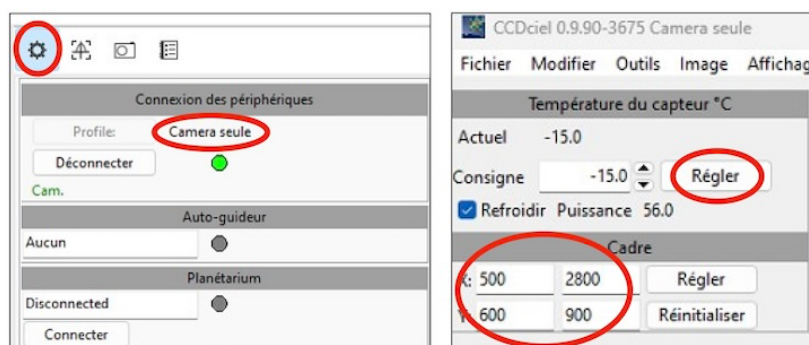 Connexion des périphériques
Profile: Camera seule
Déconnecter
Cam.
Auto-guideur
Aucun
Planétarium
Disconnected
Connecter
CCDciel 0.9.90-3675 Camera seule
Fichier Modifier Outils Image Affichag
Température du capteur °C
Actuel -15.0
Consigne -15.0 Régler
Refroidir Puissance 56.0
Cadre
X: 500 2800 Régler
Y: 600 900 Réinitialiser